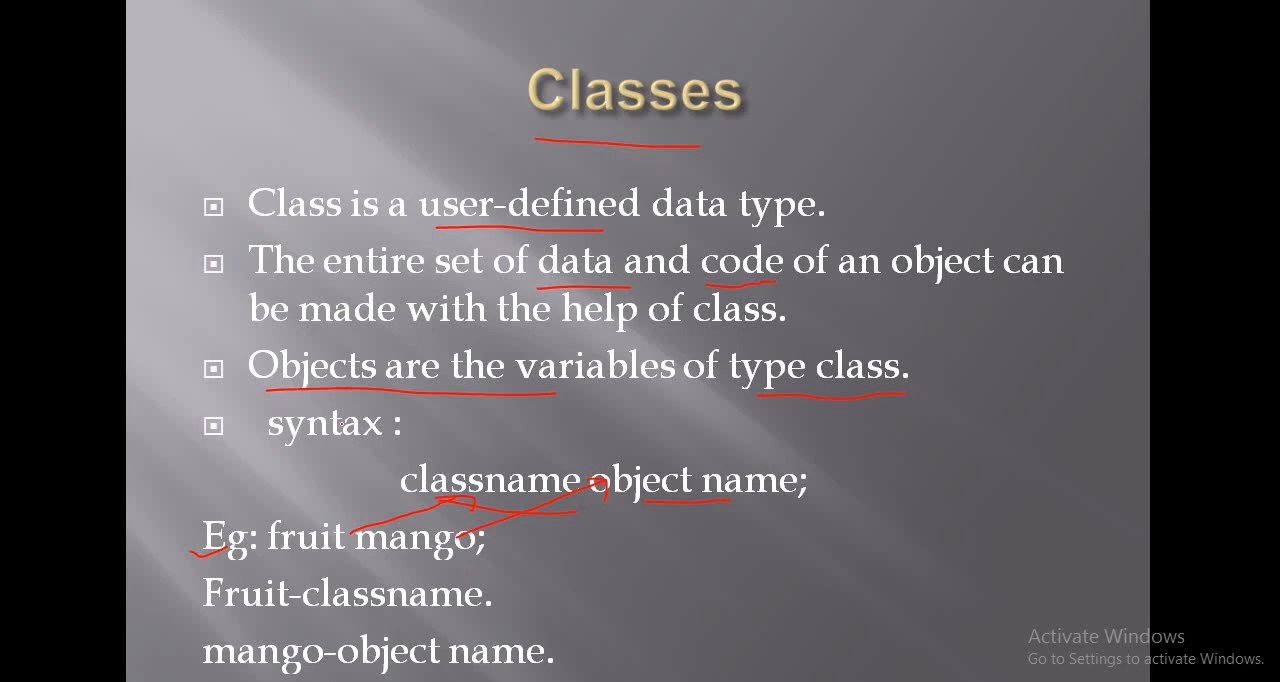 Classes
Class is a user-defined data type.
The entire set of data and code of an object can
be made with the help of class.
Objects are the variables of type class.
syntax :
classname object name;
Eg: fruit mango;
Fruit-classname.
mango-object name.
Activate Windows
Go to Settings to activate Windows.